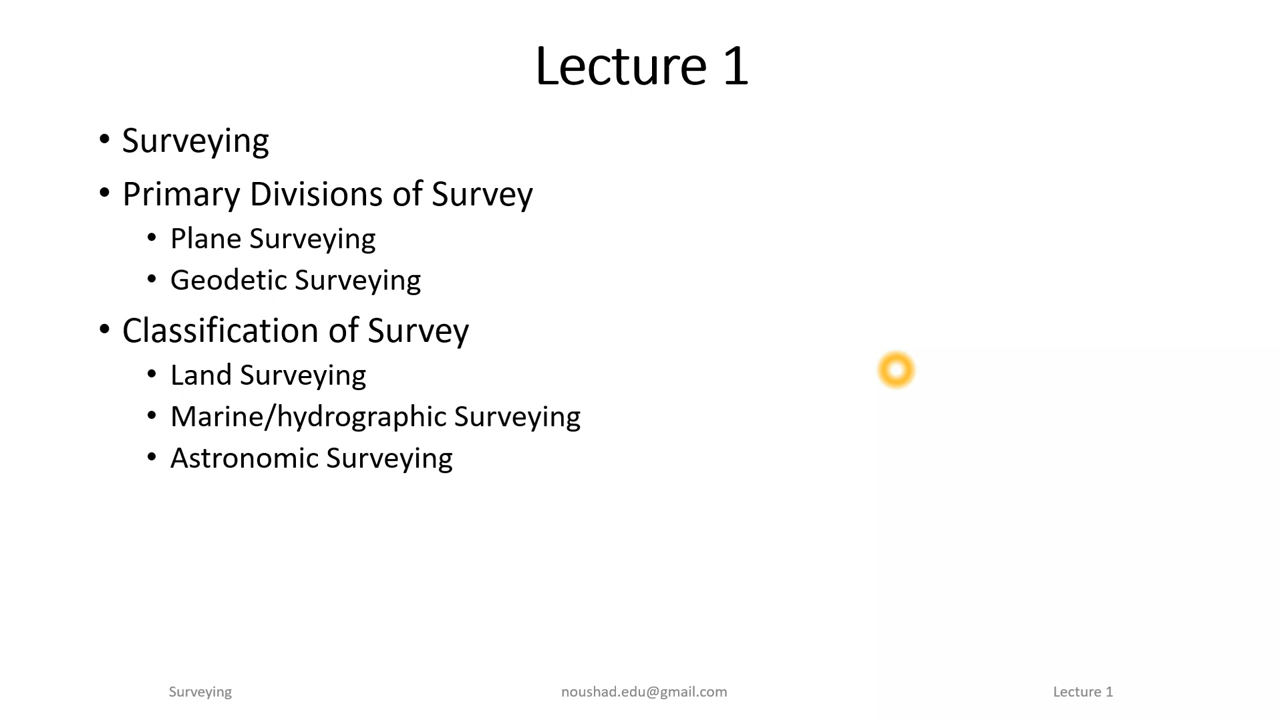 Lecture 1
• Surveying
• Primary Divisions of Survey
• Plane Surveying
• Geodetic Surveying
• Classification of Survey
• Land Surveying
• Marine/hydrographic Surveying
• Astronomic Surveying
Surveying noushad.edu@gmail.com Lecture 1